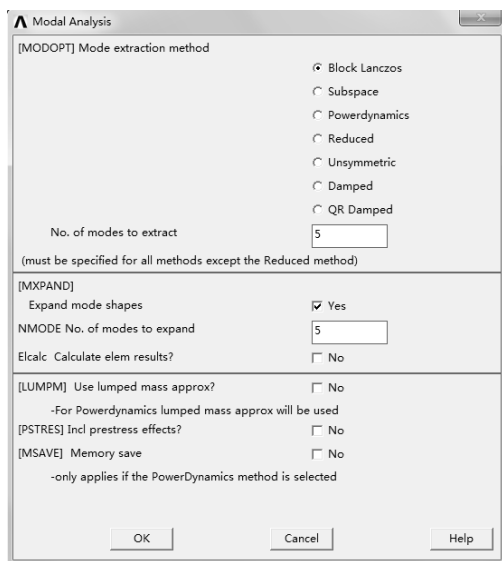 Modal Analysis
[MODOPT] Mode extraction method
Block Lanczos
Subspace
Powerdynamics
Reduced
Unsymmetric
Damped
QR Damped
No. of modes to extract 5
(must be specified for all methods except the Reduced method)
[MXPAND]
Expand mode shapes Yes
NMODE No. of modes to expand 5
Elcalc Calculate elem results? No
[LUMPM] Use lumped mass approx? No
-For Powerdynamics lumped mass approx will be used
[PSTRES] Incl prestress effects? No
[MSAVE] Memory save No
-only applies if the PowerDynamics method is selected
OK Cancel Help